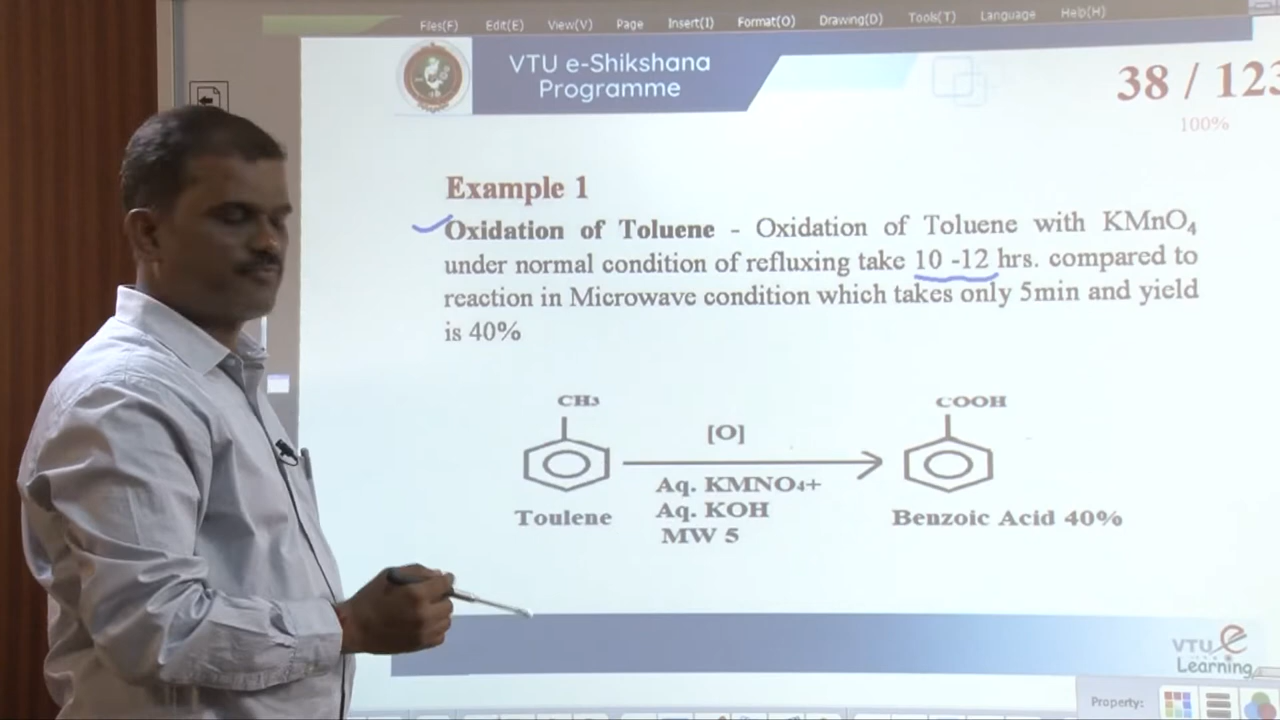 Files(F) Edit(E) View(V) Page Insert(I) Format(O) Drawing(D) Tools(T) Language Help(H)
VTU e-Shikshana
Programme
38 / 123
100%
Example 1
Oxidation of Toluene - Oxidation of Toluene with KMnO4
under normal condition of refluxing take 10 -12 hrs. compared to
reaction in Microwave condition which takes only 5min and yield
is 40%
CH3
COOH
[O]
Aq. KMNO4+
Aq. KOH
MW 5
Toulene
Benzoic Acid 40%
VTU e
Learning
Property: